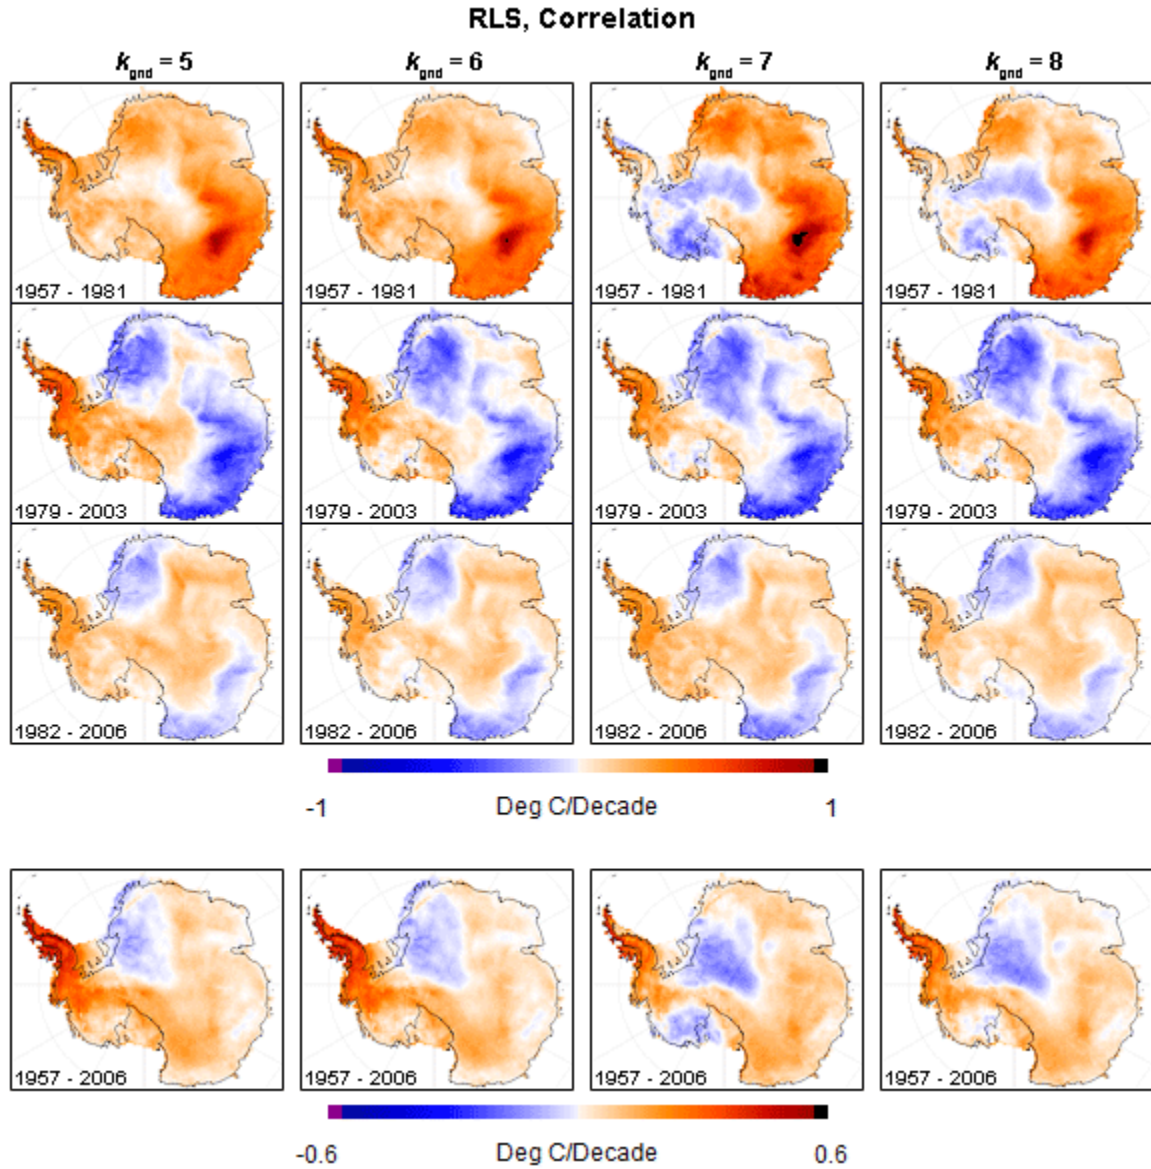 RLS, Correlation
kgnd = 5 kgnd = 6 kgnd = 7 kgnd = 8
1957 - 1981 1957 - 1981 1957 - 1981 1957 - 1981
1979 - 2003 1979 - 2003 1979 - 2003 1979 - 2003
1982 - 2006 1982 - 2006 1982 - 2006 1982 - 2006
-1 Deg C/Decade 1
1957 - 2006 1957 - 2006 1957 - 2006 1957 - 2006
-0.6 Deg C/Decade 0.6